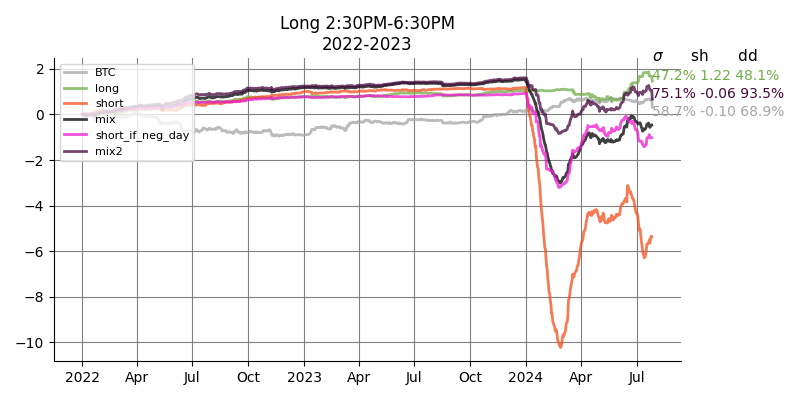 Long 2:30PM-6:30PM
2022-2023
σ sh dd
47.2% 1.22 48.1%
75.1% -0.06 93.5%
58.7% -0.10 68.9%
BTC
long
short
mix
short_if_neg_day
mix2
2
0
−2
−4
−6
−8
−10
2022 Apr Jul Oct 2023 Apr Jul Oct 2024 Apr Jul